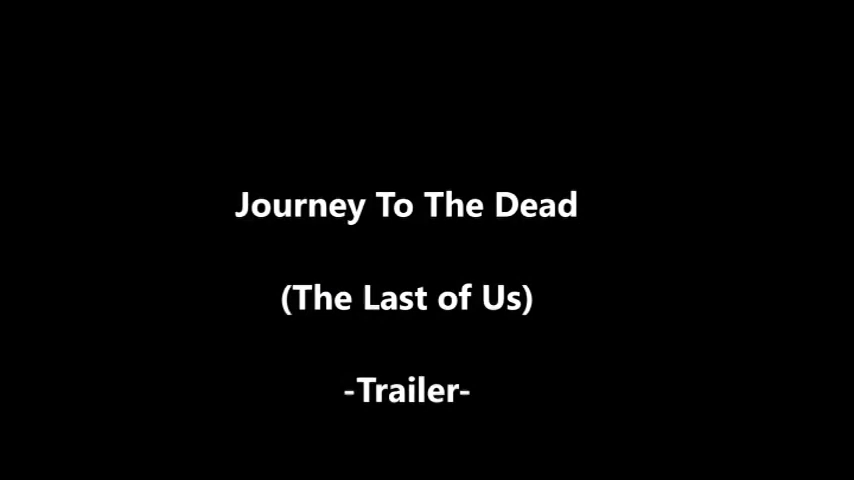 Journey To The Dead
(The Last of Us)
-Trailer-